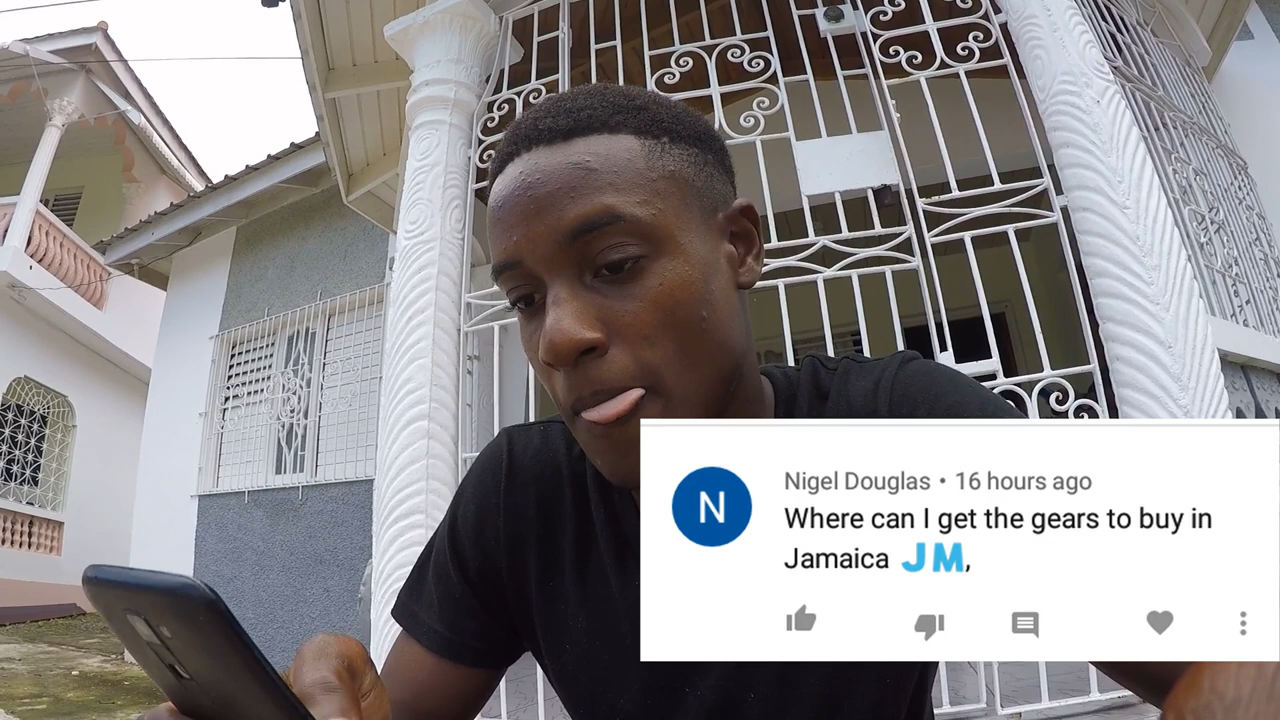 N
Nigel Douglas • 16 hours ago
Where can I get the gears to buy in
Jamaica JM,